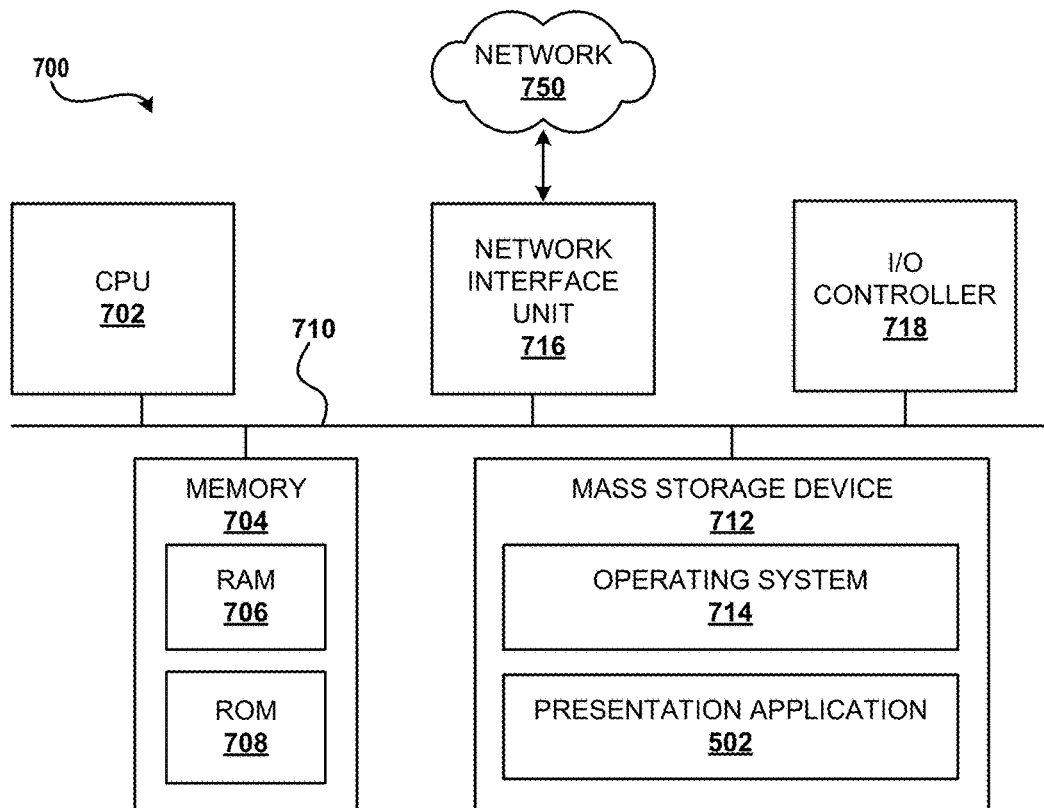 700
NETWORK
750
CPU
702
NETWORK
INTERFACE
UNIT
716
I/O
CONTROLLER
718
710
MEMORY
704
RAM
706
ROM
708
MASS STORAGE DEVICE
712
OPERATING SYSTEM
714
PRESENTATION APPLICATION
502